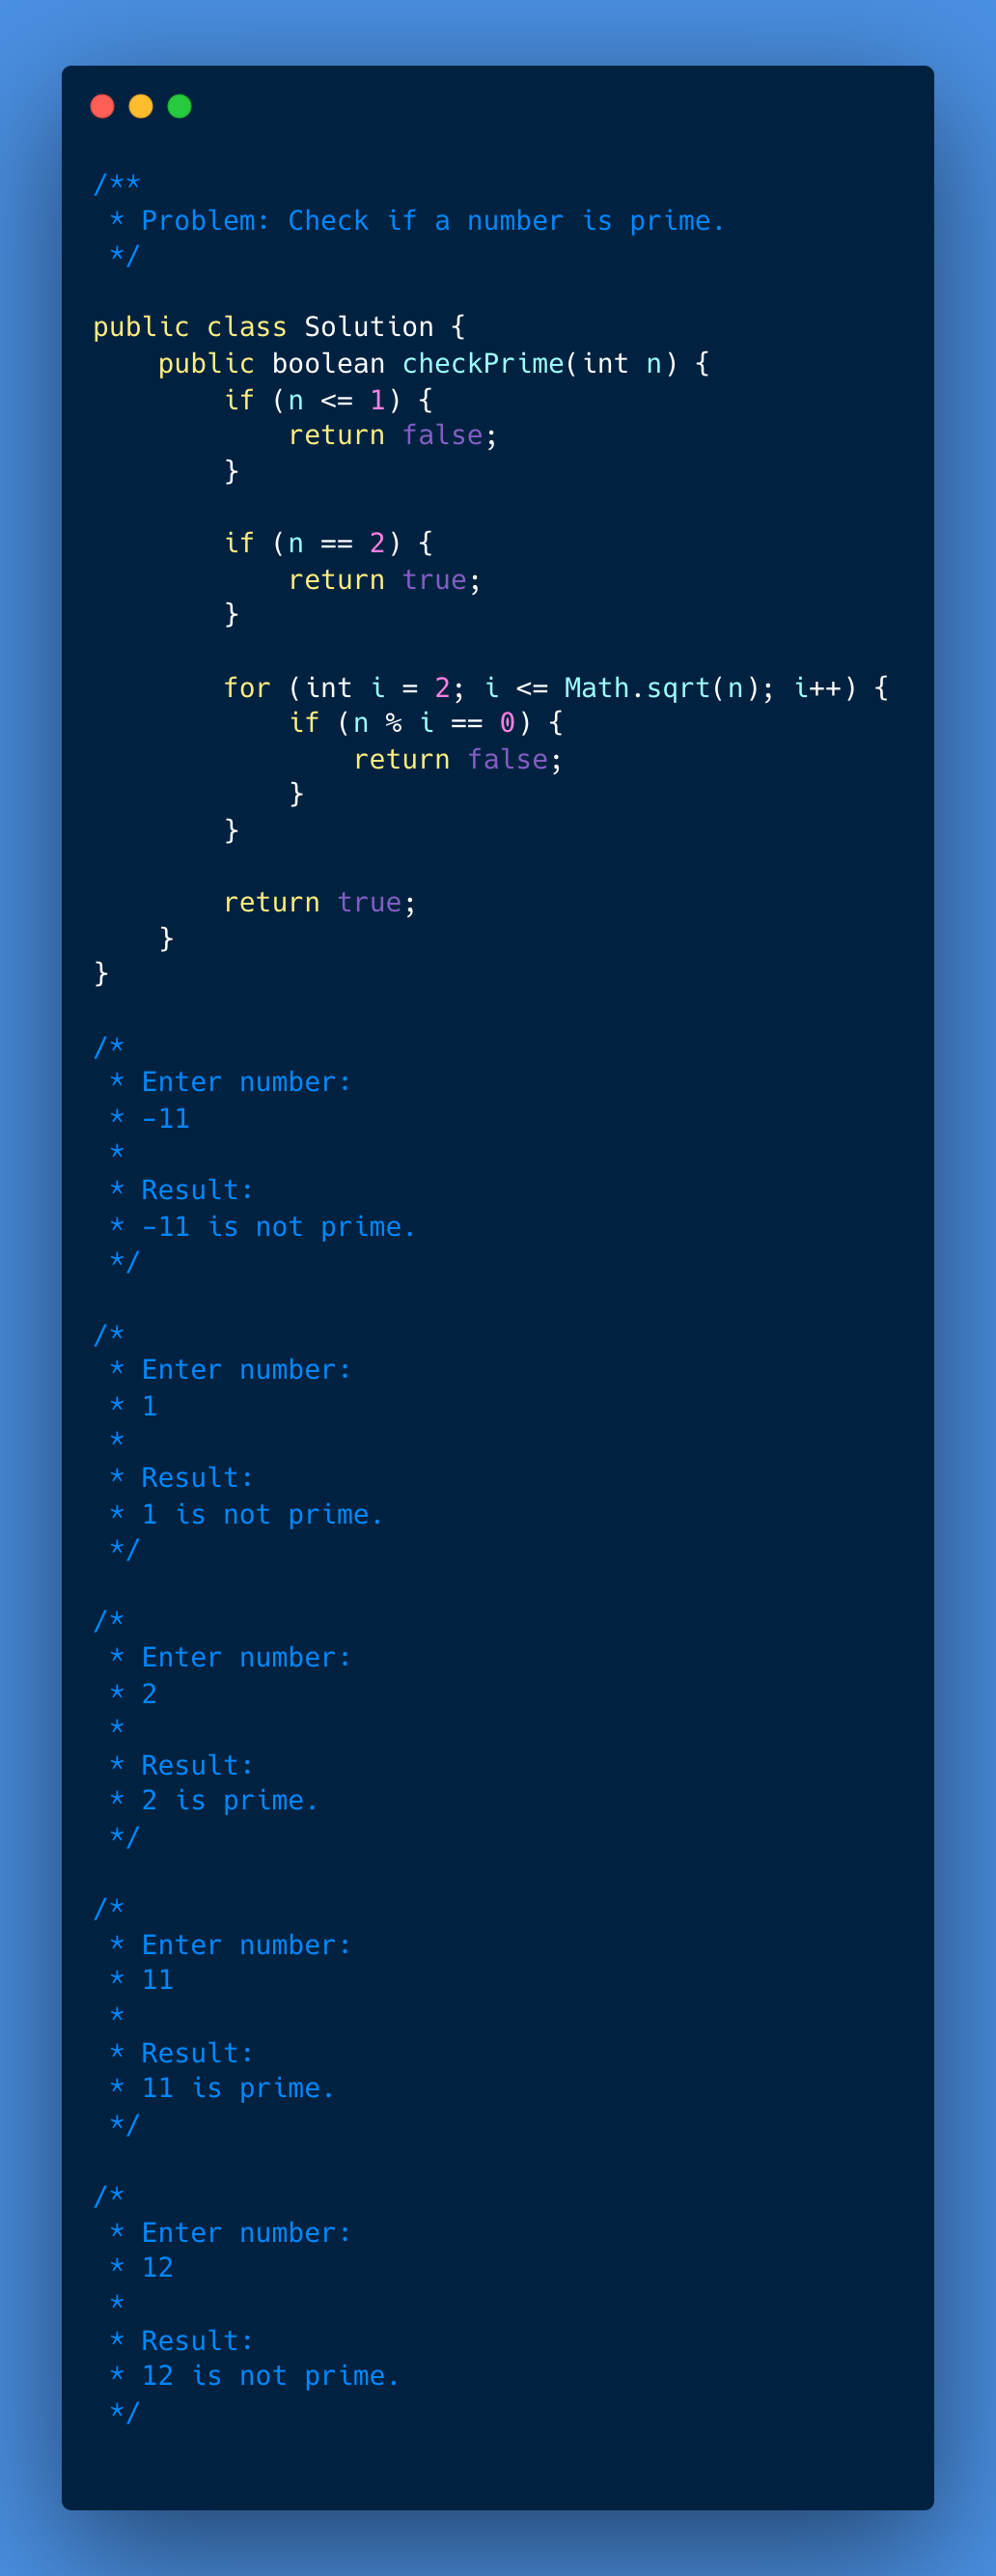 /**
 * Problem: Check if a number is prime.
 */

public class Solution {
    public boolean checkPrime(int n) {
        if (n <= 1) {
            return false;
        }

        if (n == 2) {
            return true;
        }

        for (int i = 2; i <= Math.sqrt(n); i++) {
            if (n % i == 0) {
                return false;
            }
        }

        return true;
    }
}

/*
 * Enter number:
 * -11
 *
 * Result:
 * -11 is not prime.
 */

/*
 * Enter number:
 * 1
 *
 * Result:
 * 1 is not prime.
 */

/*
 * Enter number:
 * 2
 *
 * Result:
 * 2 is prime.
 */

/*
 * Enter number:
 * 11
 *
 * Result:
 * 11 is prime.
 */

/*
 * Enter number:
 * 12
 *
 * Result:
 * 12 is not prime.
 */